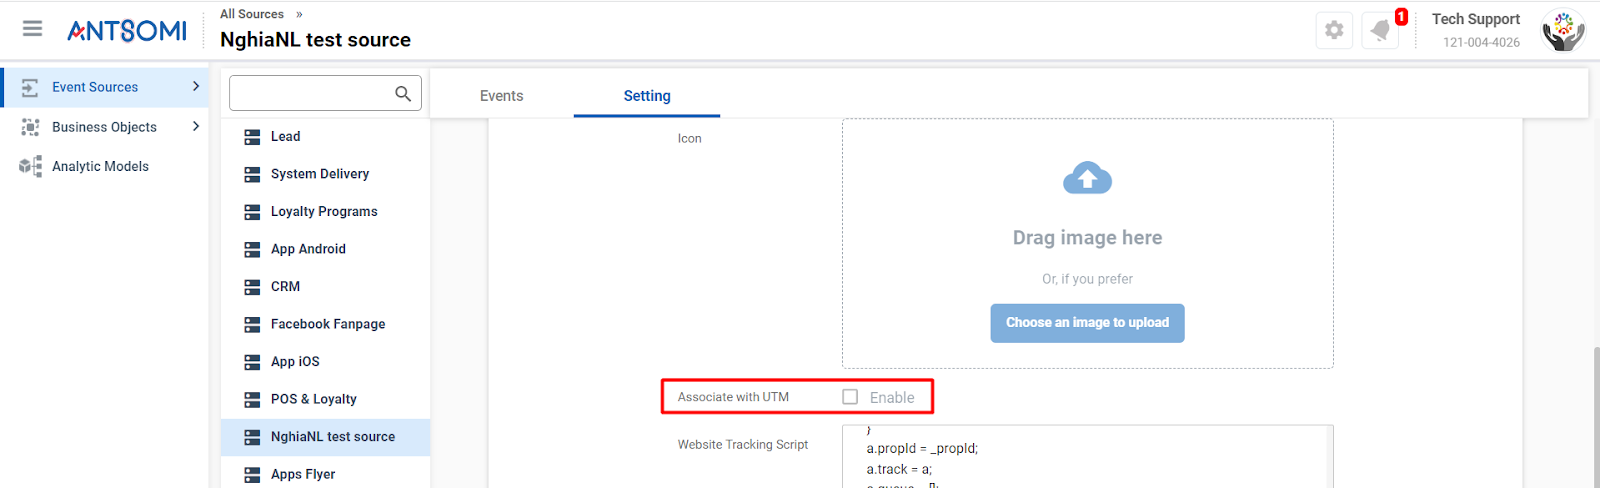 ANTSOMI
All Sources »
NghiaNL test source
1
Tech Support
121-004-4026
Event Sources
Business Objects
Analytic Models
Lead
System Delivery
Loyalty Programs
App Android
CRM
Facebook Fanpage
App iOS
POS & Loyalty
NghiaNL test source
Apps Flyer
Events
Setting
Icon
Drag image here
Or, if you prefer
Choose an image to upload
Associate with UTM
Enable
Website Tracking Script
}
a.propId = _propId;
a.track = a;